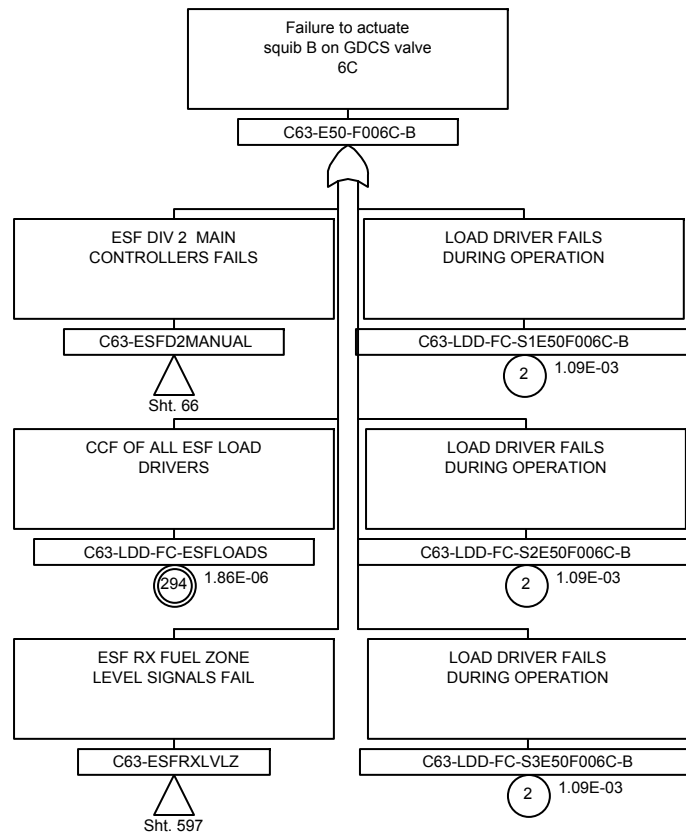 Failure to actuate
squib B on GDCS valve
6C
C63-E50-F006C-B
ESF DIV 2 MAIN
CONTROLLERS FAILS
C63-ESFD2MANUAL
Sht. 66
LOAD DRIVER FAILS
DURING OPERATION
C63-LDD-FC-S1E50F006C-B
2
1.09E-03
CCF OF ALL ESF LOAD
DRIVERS
C63-LDD-FC-ESFLOADS
294
1.86E-06
LOAD DRIVER FAILS
DURING OPERATION
C63-LDD-FC-S2E50F006C-B
2
1.09E-03
ESF RX FUEL ZONE
LEVEL SIGNALS FAIL
C63-ESFRXLVLZ
Sht. 597
LOAD DRIVER FAILS
DURING OPERATION
C63-LDD-FC-S3E50F006C-B
2
1.09E-03